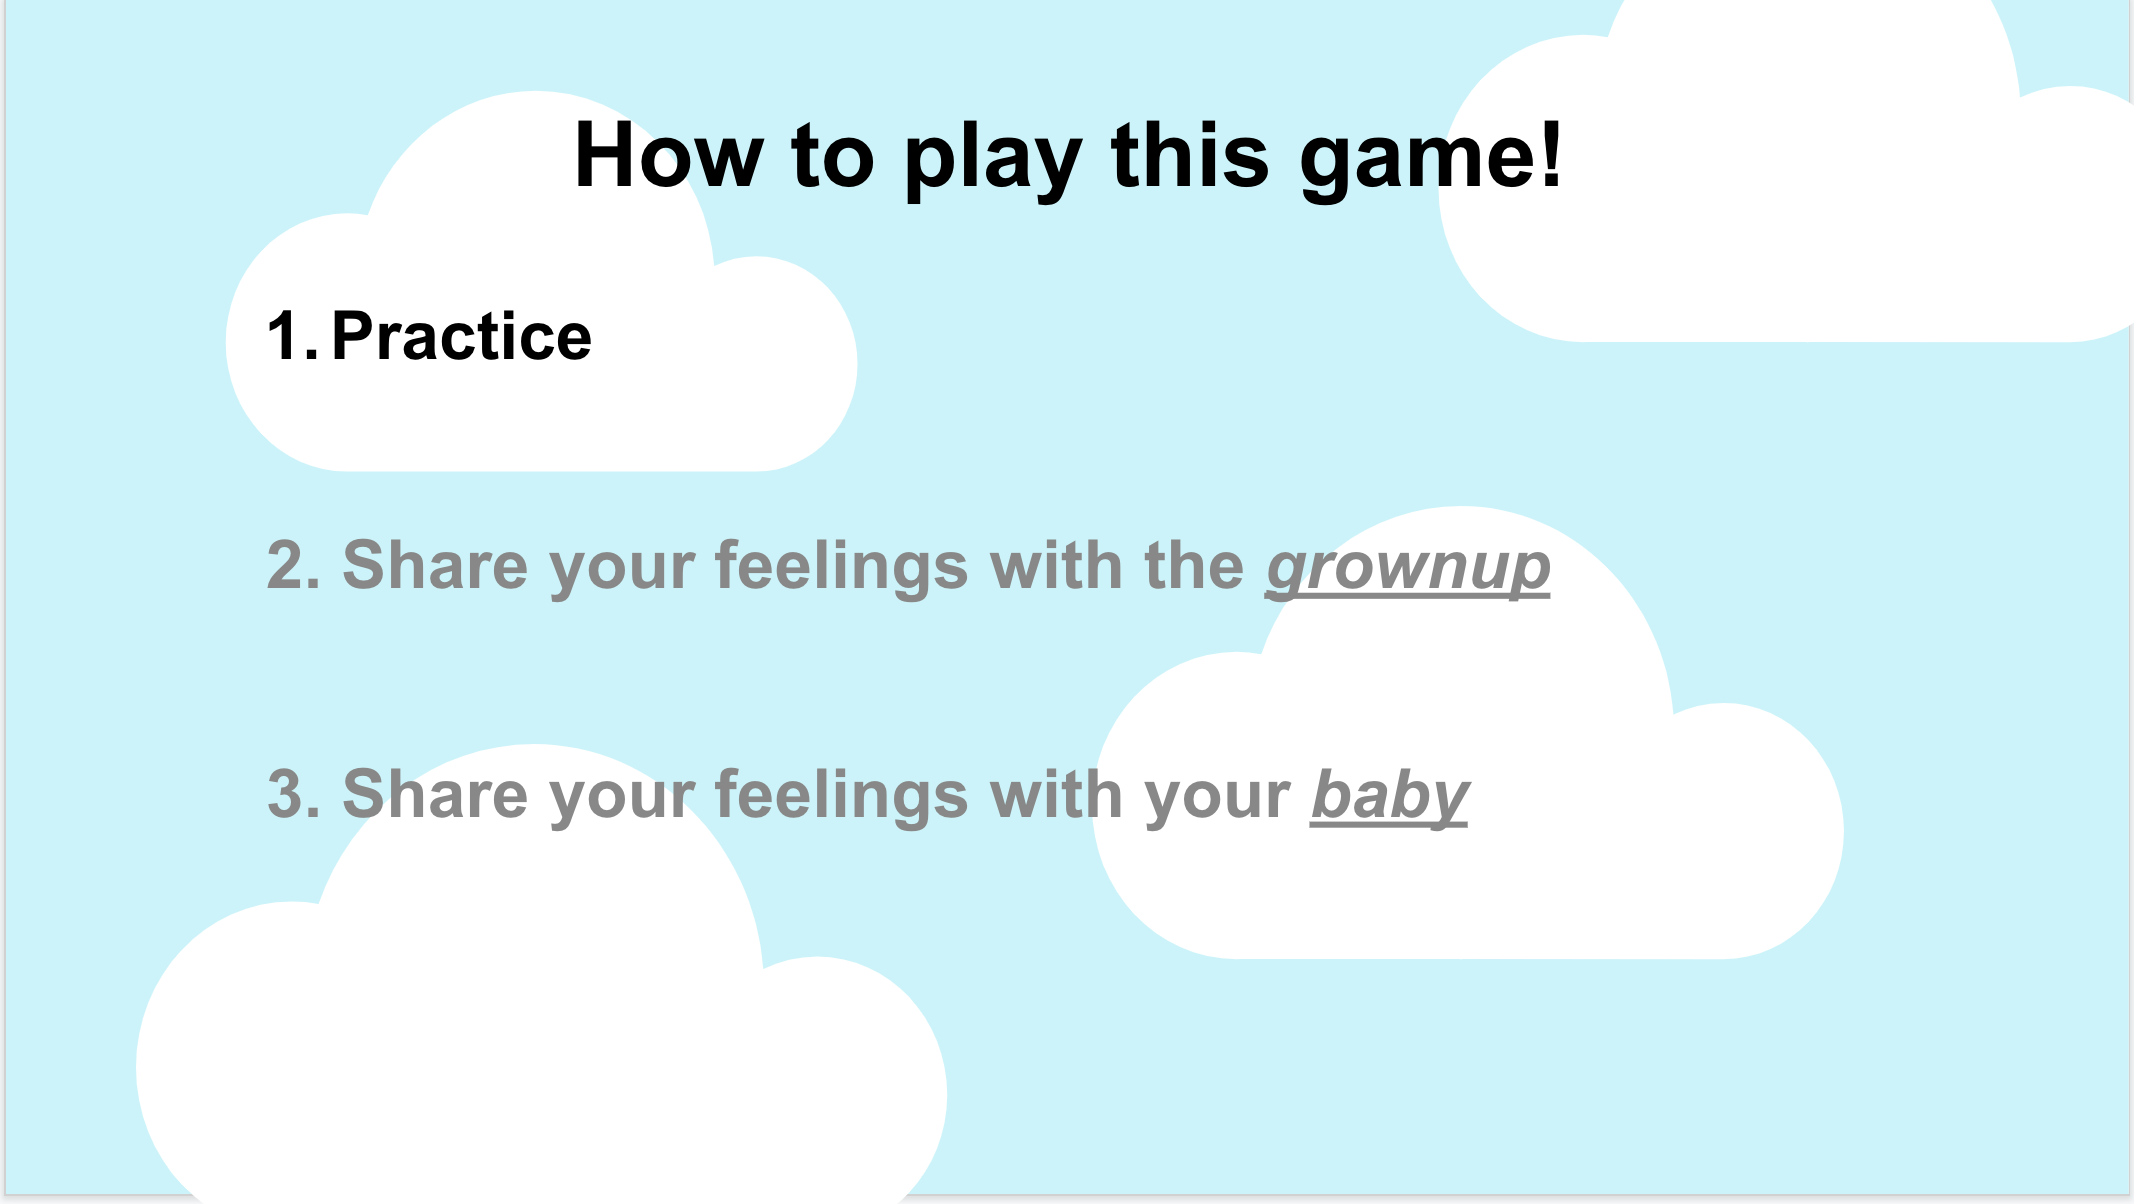 How to play this game!
1. Practice
2. Share your feelings with the grownup
3. Share your feelings with your baby